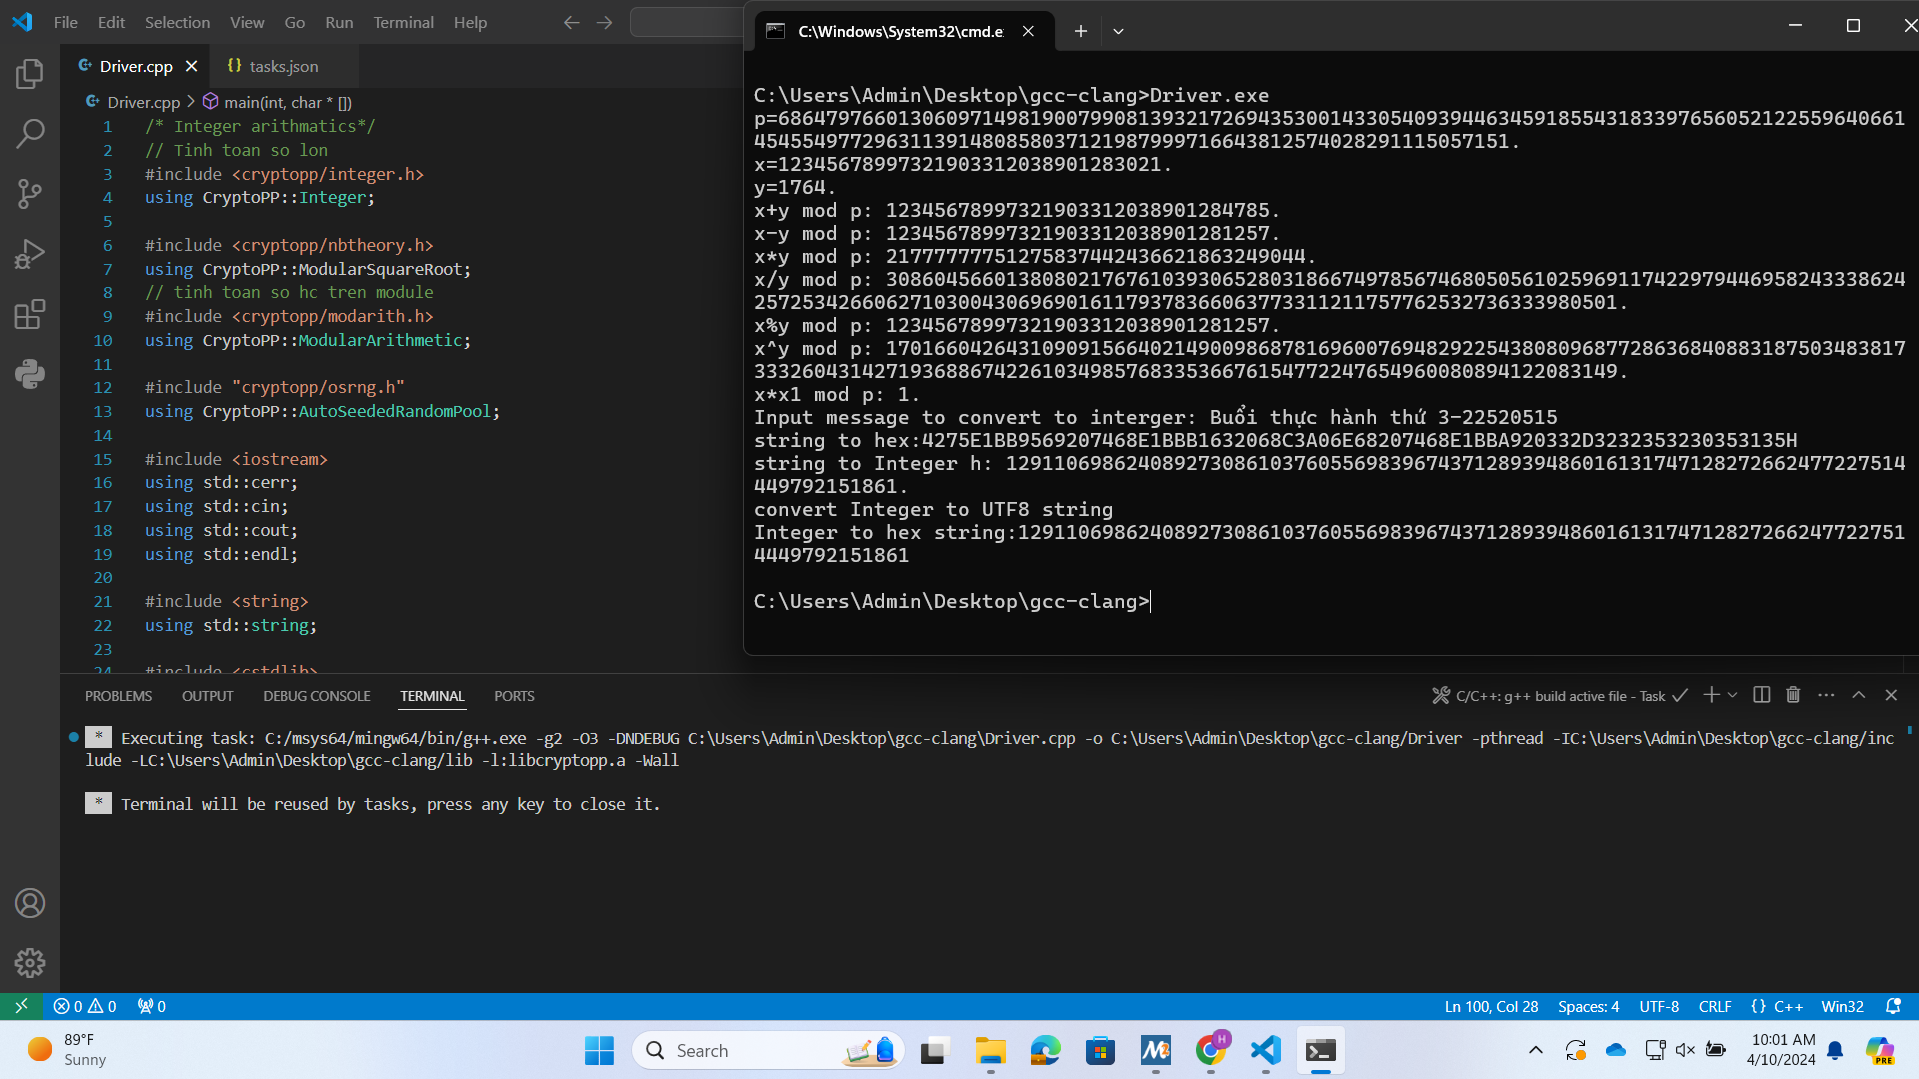 File Edit Selection View Go Run Terminal Help
Driver.cpp
tasks.json
Driver.cpp > main(int, char * [])
1 /* Integer arithmatics*/
2 // Tinh toan so lon
3 #include <cryptopp/integer.h>
4 using CryptoPP::Integer;
5
6 #include <cryptopp/nbtheory.h>
7 using CryptoPP::ModularSquareRoot;
8 // tinh toan so hc tren module
9 #include <cryptopp/modarith.h>
10 using CryptoPP::ModularArithmetic;
11
12 #include "cryptopp/osrng.h"
13 using CryptoPP::AutoSeededRandomPool;
14
15 #include <iostream>
16 using std::cerr;
17 using std::cin;
18 using std::cout;
19 using std::endl;
20
21 #include <string>
22 using std::string;
23
24 #include <cstdlib>
C:\Windows\System32\cmd.e
C:\Users\Admin\Desktop\gcc-clang>Driver.exe
p=6864797660130609714981900799081393217269435300143305409394463459185543183397656052122559640661
454554977296311391480858037121987999716643812574028291115057151.
x=12345678997321903312038901283021.
y=1764.
x+y mod p: 12345678997321903312038901284785.
x-y mod p: 12345678997321903312038901281257.
x*y mod p: 21777777751275837442436621863249044.
x/y mod p: 3086045660138080217676103930652803186674978567468050561025969117422979446958243338624
257253426606271030043069690161179378366063773311211757762532736333980501.
x%y mod p: 12345678997321903312038901281257.
x^y mod p: 1701660426431090915664021490098687816960076948292254380809687728636840883187503483817
333260431427193688674226103498576833536676154772247654960080894122083149.
x*x1 mod p: 1.
Input message to convert to interger: Buổi thực hành thứ 3-22520515
string to hex:4275E1BB9569207468E1BBB1632068C3A06E68207468E1BBA920332D3232353230353135H
string to Integer h: 129110698624089273086103760556983967437128939486016131747128272662477227514
449792151861.
convert Integer to UTF8 string
Integer to hex string:12911069862408927308610376055698396743712893948601613174712827266247722751
4449792151861
C:\Users\Admin\Desktop\gcc-clang>
PROBLEMS OUTPUT DEBUG CONSOLE TERMINAL PORTS
C/C++: g++ build active file - Task
* Executing task: C:/msys64/mingw64/bin/g++.exe -g2 -O3 -DNDEBUG C:\Users\Admin\Desktop\gcc-clang\Driver.cpp -o C:\Users\Admin\Desktop\gcc-clang/Driver -pthread -IC:\Users\Admin\Desktop\gcc-clang/inc
lude -LC:\Users\Admin\Desktop\gcc-clang/lib -l:libcryptopp.a -Wall
* Terminal will be reused by tasks, press any key to close it.
0 0 0
Ln 100, Col 28 Spaces: 4 UTF-8 CRLF {} C++ Win32
89°F
Sunny
Search
H
10:01 AM
4/10/2024
PRE